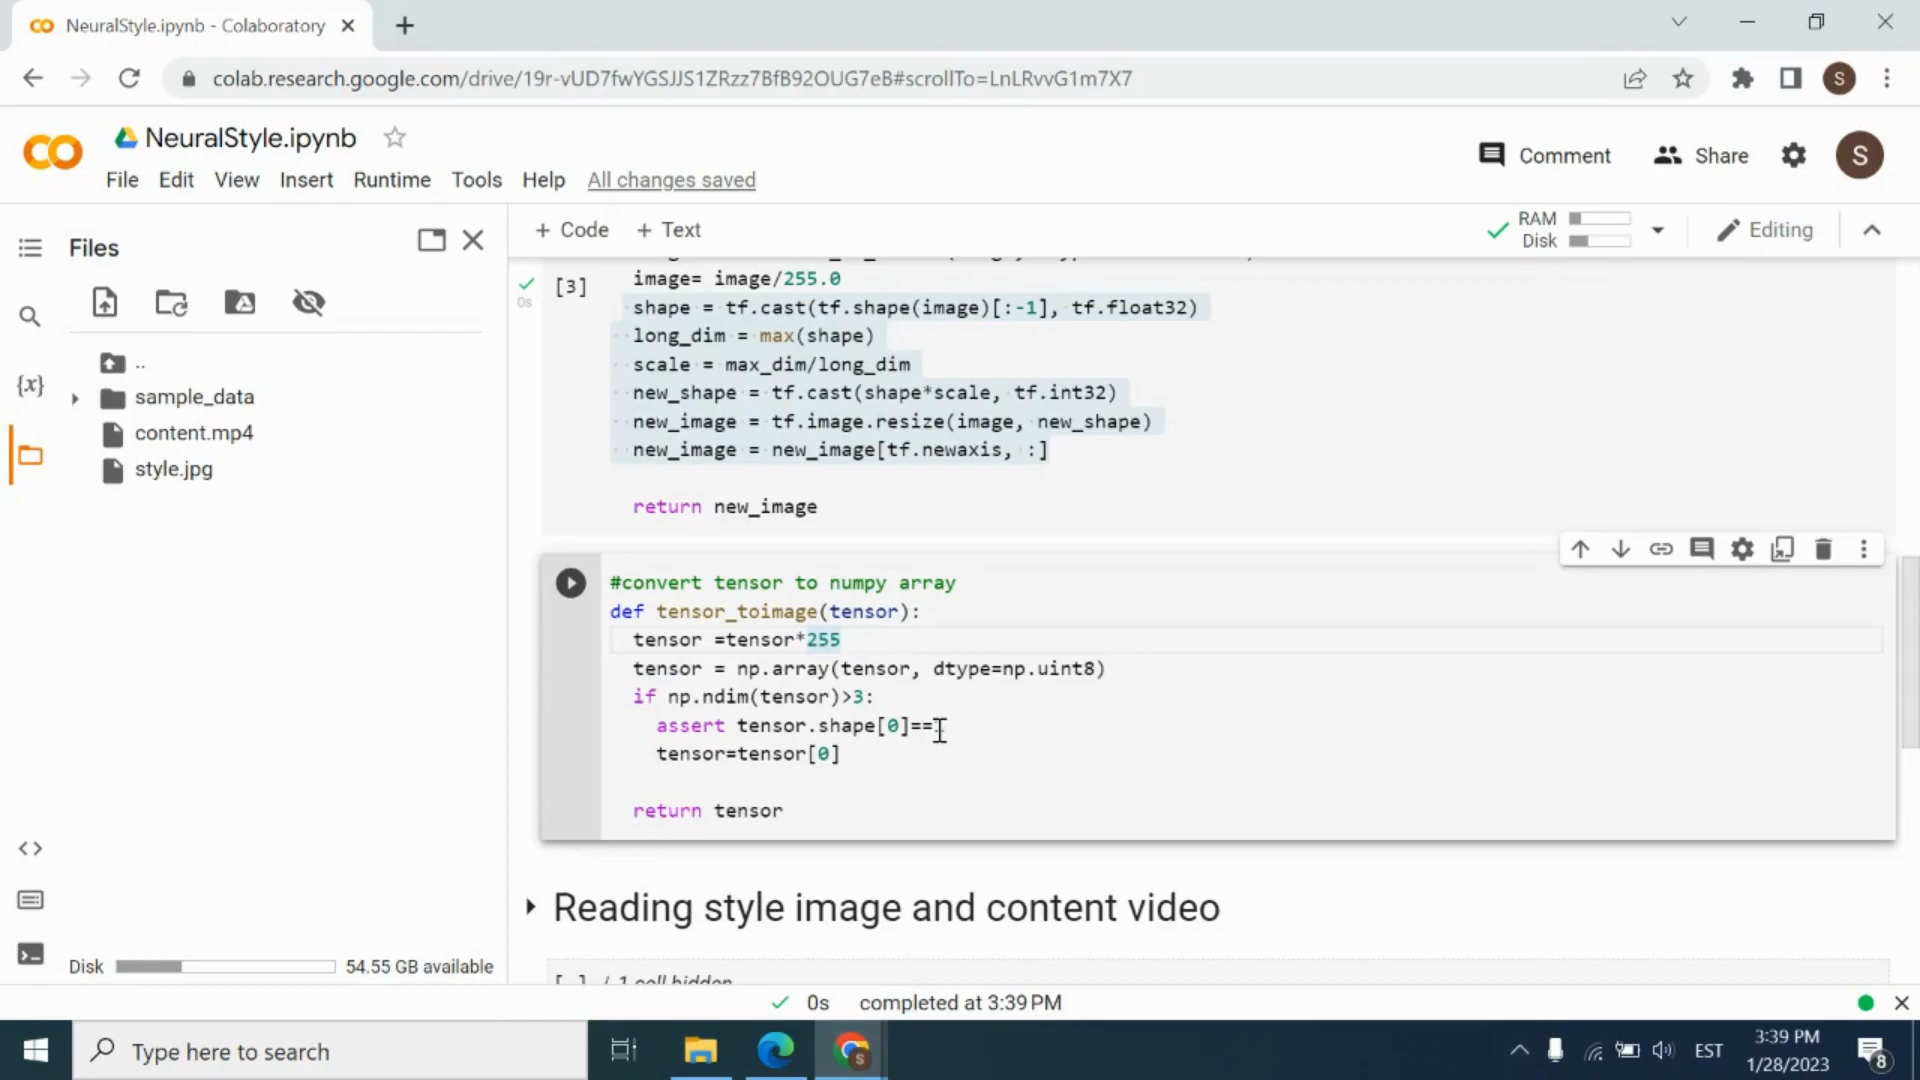 NeuralStyle.ipynb - Colaboratory
colab.research.google.com/drive/19r-vUD7fwYGSJJS1ZRzz7BfB92OUG7eB#scrollTo=LnLRvvG1m7X7
S
NeuralStyle.ipynb
Comment
Share
S
File Edit View Insert Runtime Tools Help All changes saved
Files
+ Code + Text
RAM
Disk
Editing
{x}
..
sample_data
content.mp4
style.jpg
[3]
0s
image= image/255.0
shape = tf.cast(tf.shape(image)[:-1], tf.float32)
long_dim = max(shape)
scale = max_dim/long_dim
new_shape = tf.cast(shape*scale, tf.int32)
new_image = tf.image.resize(image, new_shape)
new_image = new_image[tf.newaxis, :]
return new_image
#convert tensor to numpy array
def tensor_toimage(tensor):
tensor =tensor*255
tensor = np.array(tensor, dtype=np.uint8)
if np.ndim(tensor)>3:
assert tensor.shape[0]==
tensor=tensor[0]
return tensor
Reading style image and content video
1 cell hidden
Disk
54.55 GB available
0s completed at 3:39 PM
Type here to search
S
EST
3:39 PM
1/28/2023
8